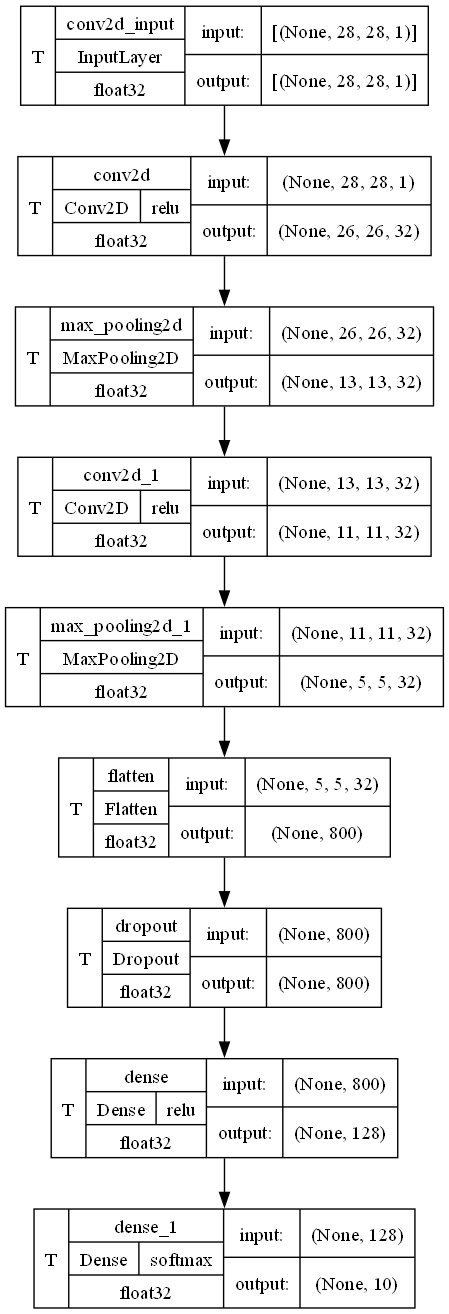 conv2d_input input: [(None, 28, 28, 1)]
T InputLayer
float32 output: [(None, 28, 28, 1)]
conv2d input: (None, 28, 28, 1)
T Conv2D relu
float32 output: (None, 26, 26, 32)
max_pooling2d input: (None, 26, 26, 32)
T MaxPooling2D
float32 output: (None, 13, 13, 32)
conv2d_1 input: (None, 13, 13, 32)
T Conv2D relu
float32 output: (None, 11, 11, 32)
max_pooling2d_1 input: (None, 11, 11, 32)
T MaxPooling2D
float32 output: (None, 5, 5, 32)
flatten input: (None, 5, 5, 32)
T Flatten
float32 output: (None, 800)
dropout input: (None, 800)
T Dropout
float32 output: (None, 800)
dense input: (None, 800)
T Dense relu
float32 output: (None, 128)
dense_1 input: (None, 128)
T Dense softmax
float32 output: (None, 10)